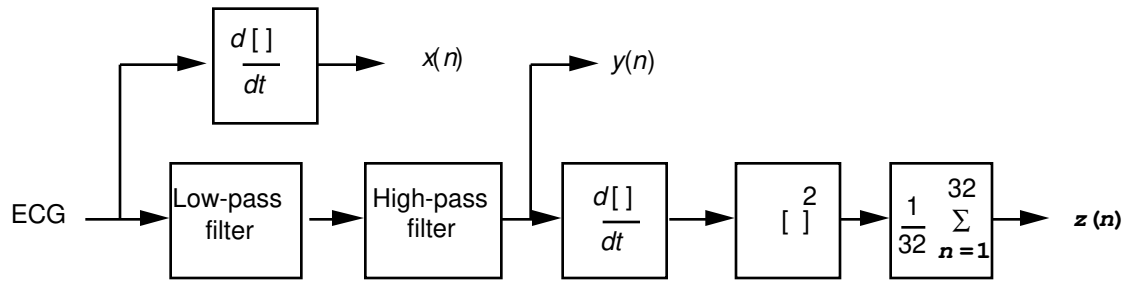 d [ ]
dt
x(n)
y(n)
ECG
Low-pass
filter
High-pass
filter
d [ ]
dt
[ ]²
1
32
32
Σ
n = 1
z (n)